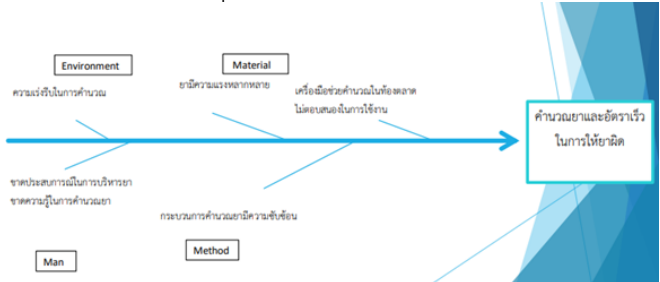 Environment
Material
ความเร่งรีบในการคำนวณ
ยามีความแรงหลากหลาย
เครื่องมือช่วยคำนวณในท้องตลาด
ไม่ตอบสนองในการใช้งาน
คำนวณยาและอัตราเร็ว
ในการให้ยาผิด
ขาดประสบการณ์ในการบริหารยา
ขาดความรู้ในการคำนวณยา
กระบวนการคำนวณยามีความซับซ้อน
Man
Method